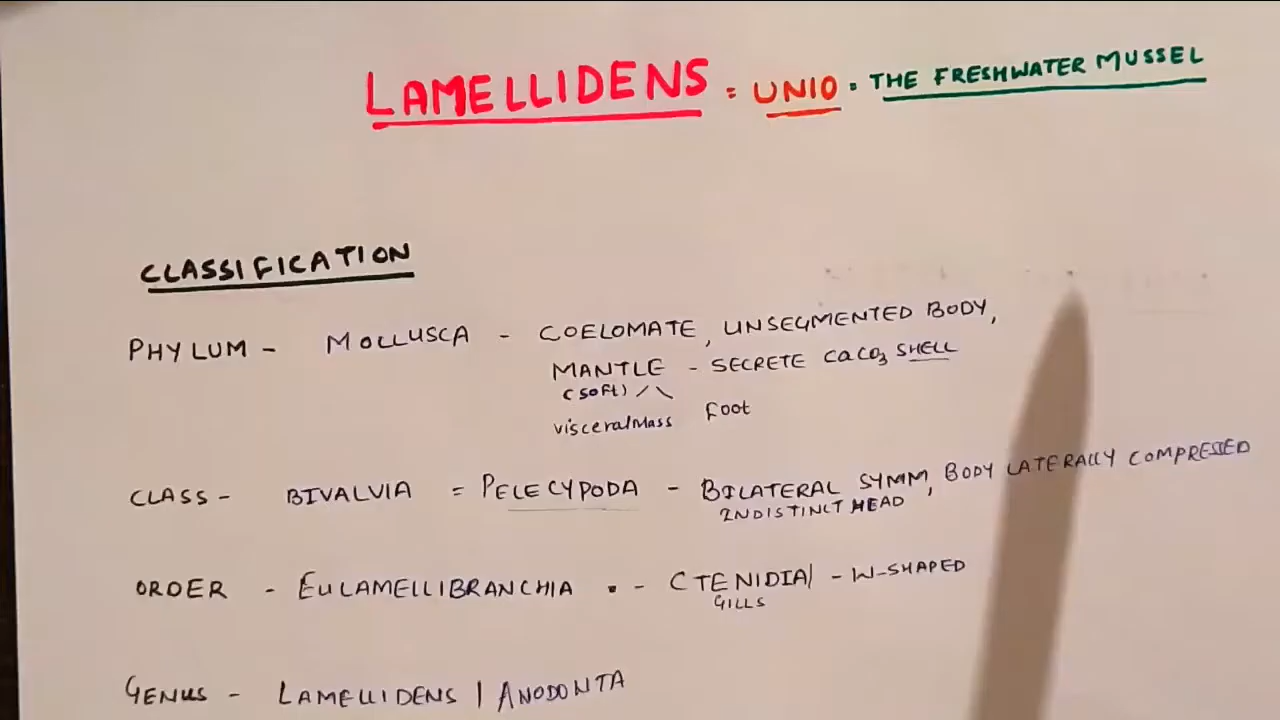 LAMELLIDENS = UNIO = THE FRESHWATER MUSSEL
CLASSIFICATION
PHYLUM - MOLLUSCA - COELOMATE, UNSEGMENTED BODY,
MANTLE - SECRETE CaCO3 SHELL
(soft)
visceralMass Foot
CLASS - BIVALVIA = PELECYPODA - BILATERAL SYMM, BODY LATERALLY COMPRESSED
INDISTINCT HEAD
ORDER - EULAMELLIBRANCHIA - CTENIDIA/ - W-SHAPED
GILLS
GENUS - LAMELLIDENS | ANODONTA